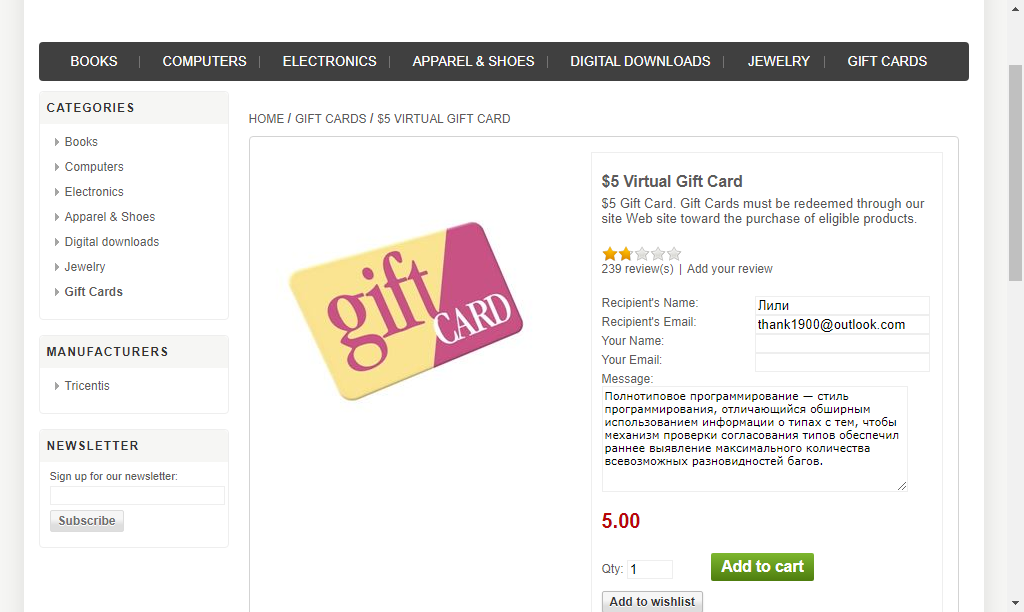 BOOKS | COMPUTERS | ELECTRONICS | APPAREL & SHOES | DIGITAL DOWNLOADS | JEWELRY | GIFT CARDS
CATEGORIES
Books
Computers
Electronics
Apparel & Shoes
Digital downloads
Jewelry
Gift Cards
MANUFACTURERS
Tricentis
NEWSLETTER
Sign up for our newsletter:
Subscribe
HOME / GIFT CARDS / $5 VIRTUAL GIFT CARD
gift
CARD
$5 Virtual Gift Card
$5 Gift Card. Gift Cards must be redeemed through our
site Web site toward the purchase of eligible products.
239 review(s) | Add your review
Recipient's Name: Лили
Recipient's Email: thank1900@outlook.com
Your Name:
Your Email:
Message:
Полнотиповое программирование — стиль
программирования, отличающийся обширным
использованием информации о типах с тем, чтобы
механизм проверки согласования типов обеспечил
раннее выявление максимального количества
всевозможных разновидностей багов.
5.00
Qty: 1 Add to cart
Add to wishlist